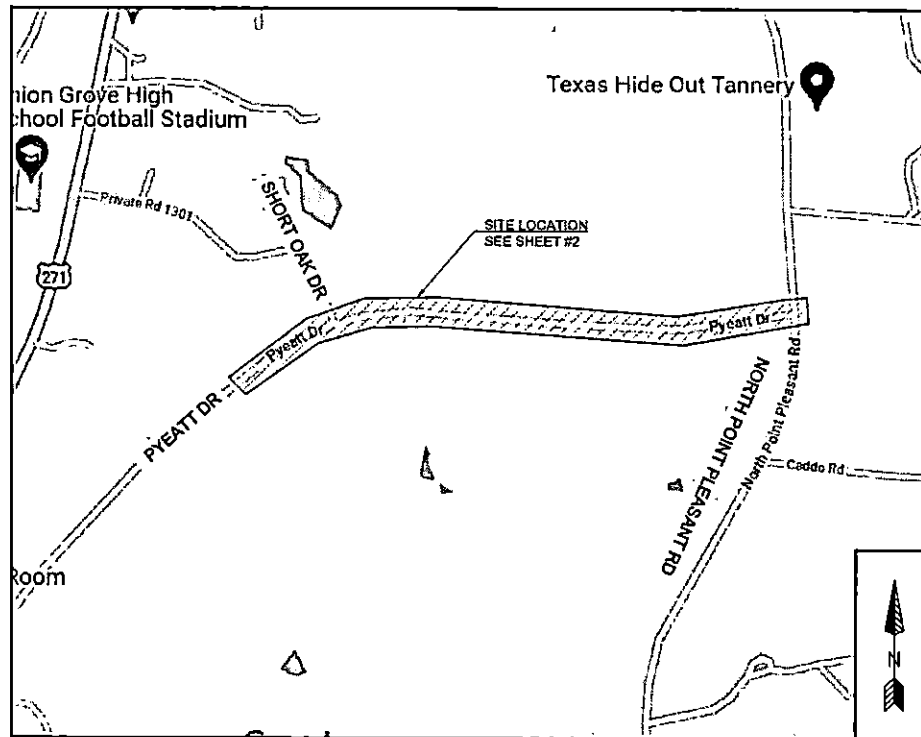 Texas Hide Out Tannery
nion Grove High
chool Football Stadium
Private Rd 1301
SHORT OAK DR
SITE LOCATION
SEE SHEET #2
271
Pyeatt Dr
Pyeatt Dr
PYEATT DR
NORTH POINT PLEASANT RD
North Point Pleasant Rd
Caddo Rd
Room
N